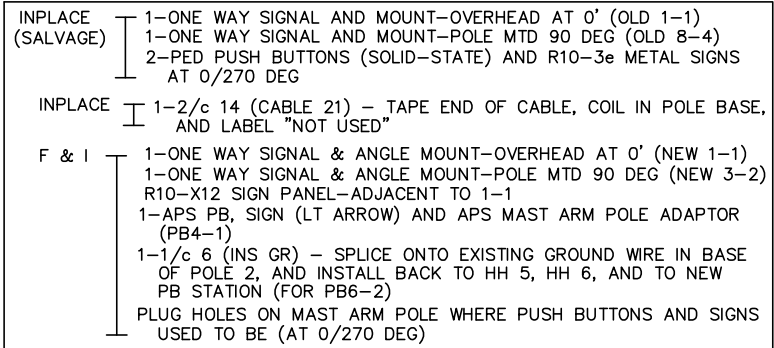 INPLACE (SALVAGE) 1-ONE WAY SIGNAL AND MOUNT-OVERHEAD AT 0' (OLD 1-1)
1-ONE WAY SIGNAL AND MOUNT-POLE MTD 90 DEG (OLD 8-4)
2-PED PUSH BUTTONS (SOLID-STATE) AND R10-3e METAL SIGNS
AT 0/270 DEG
INPLACE 1-2/c 14 (CABLE 21) - TAPE END OF CABLE, COIL IN POLE BASE,
AND LABEL "NOT USED"
F & I 1-ONE WAY SIGNAL & ANGLE MOUNT-OVERHEAD AT 0' (NEW 1-1)
1-ONE WAY SIGNAL & ANGLE MOUNT-POLE MTD 90 DEG (NEW 3-2)
R10-X12 SIGN PANEL-ADJACENT TO 1-1
1-APS PB, SIGN (LT ARROW) AND APS MAST ARM POLE ADAPTOR
(PB4-1)
1-1/c 6 (INS GR) - SPLICE ONTO EXISTING GROUND WIRE IN BASE
OF POLE 2, AND INSTALL BACK TO HH 5, HH 6, AND TO NEW
PB STATION (FOR PB6-2)
PLUG HOLES ON MAST ARM POLE WHERE PUSH BUTTONS AND SIGNS
USED TO BE (AT 0/270 DEG)